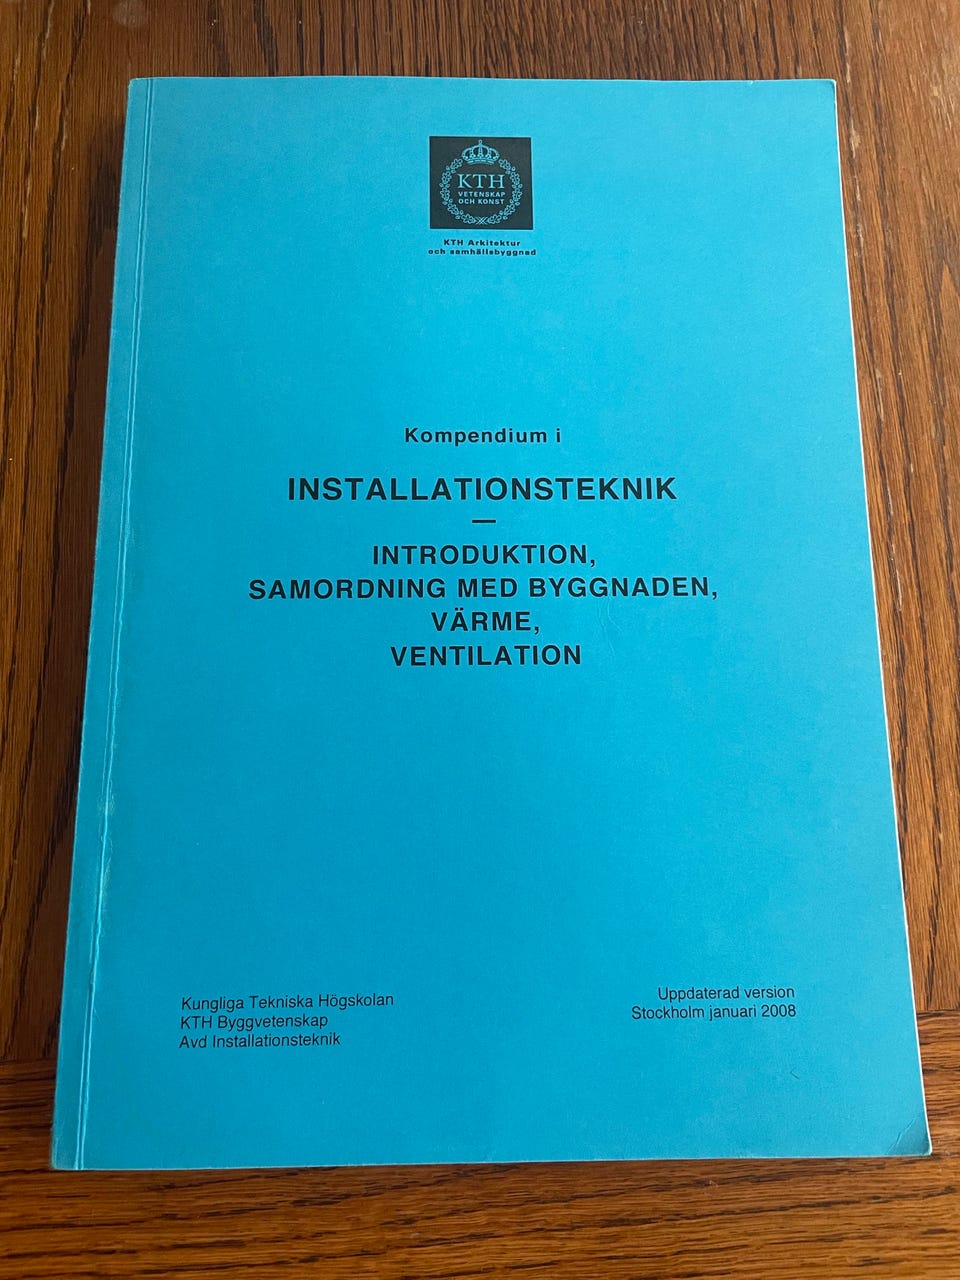 KTH
VETENSKAP
OCH KONST
KTH Arkitektur
och samhällsbyggnad
Kompendium i
INSTALLATIONSTEKNIK
—
INTRODUKTION,
SAMORDNING MED BYGGNADEN,
VÄRME,
VENTILATION
Kungliga Tekniska Högskolan
KTH Byggvetenskap
Avd Installationsteknik
Uppdaterad version
Stockholm januari 2008